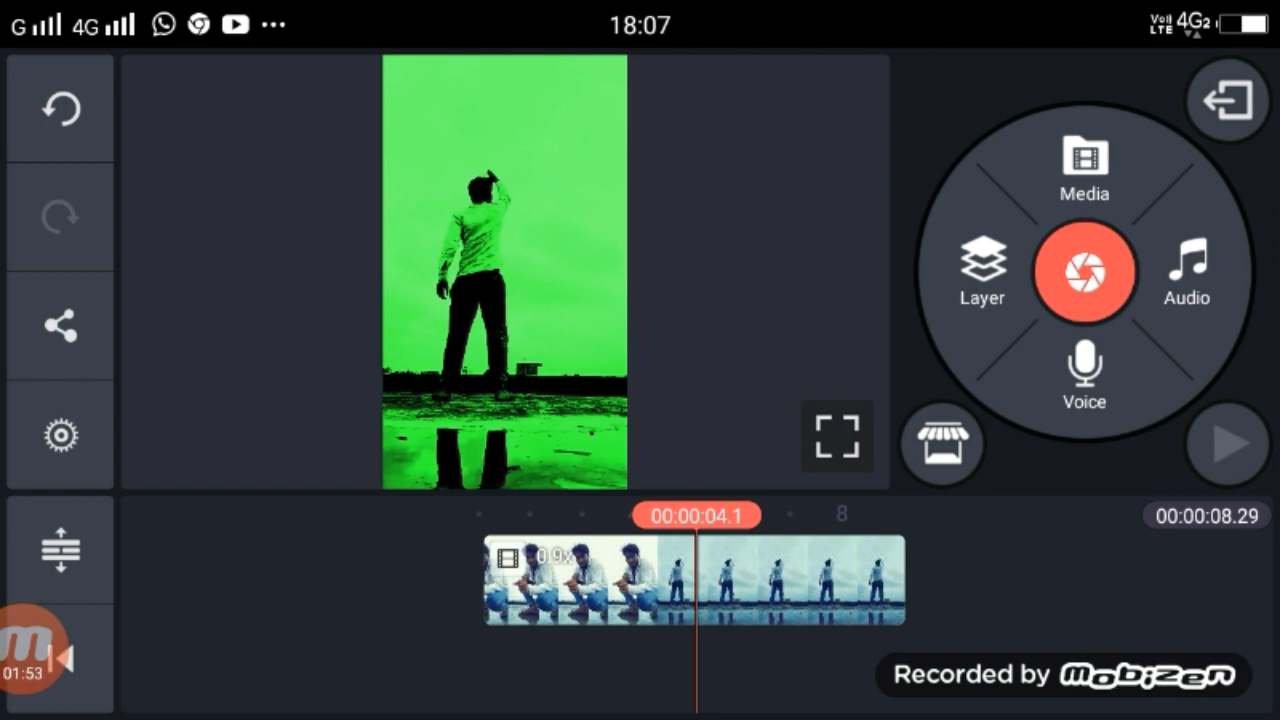 G 4G 18:07 VoLTE 4G2
Media
Layer
Audio
Voice
00:00:04.1
8
00:00:08.29
0.9x
01:53
Recorded by mobizen